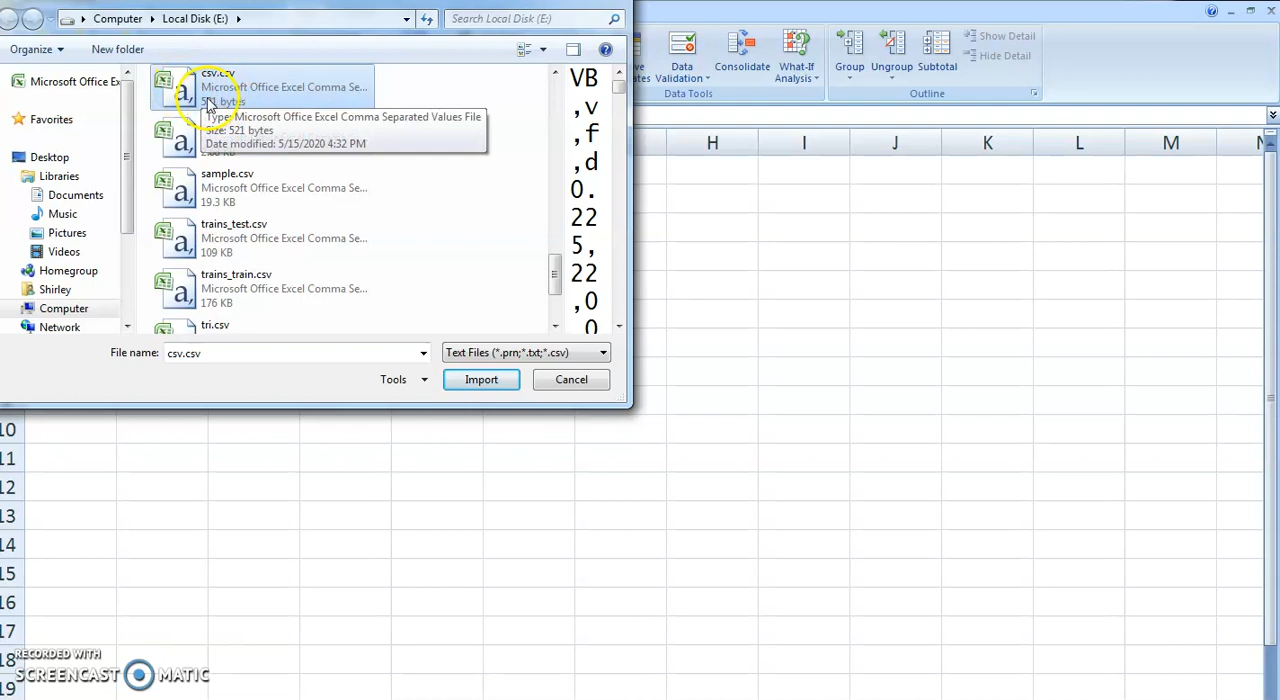 Computer Local Disk (E:) Search Local Disk (E:)
Organize New folder
Microsoft Office Ex
Favorites
Desktop
Libraries
Documents
Music
Pictures
Videos
Homegroup
Shirley
Computer
Network
csv.csv
Microsoft Office Excel Comma Se...
521 bytes
Type: Microsoft Office Excel Comma Separated Values File
Size: 521 bytes
Date modified: 5/15/2020 4:32 PM
sample.csv
Microsoft Office Excel Comma Se...
19.3 KB
trains_test.csv
Microsoft Office Excel Comma Se...
109 KB
trains_train.csv
Microsoft Office Excel Comma Se...
176 KB
tri.csv
VB
,v
,f
,d
0.
22
5,
22
,0
0
File name: csv.csv Text Files (*.prn;*.txt;*.csv)
Tools Import Cancel
Data Validation
Consolidate
What-If Analysis
Data Tools
Group
Ungroup
Subtotal
Show Detail
Hide Detail
Outline
H I J K L M
10
11
12
13
14
15
16
17
18
19
RECORDED WITH
SCREENCAST MATIC